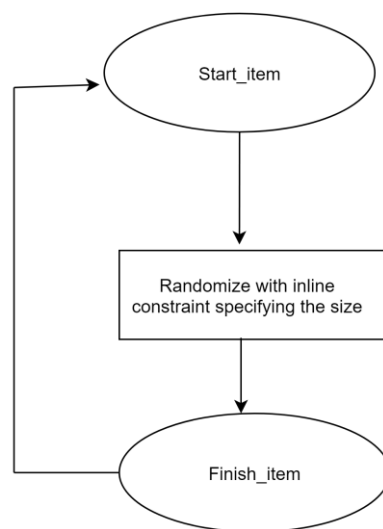 Start_item
Randomize with inline
constraint specifying the size
Finish_item